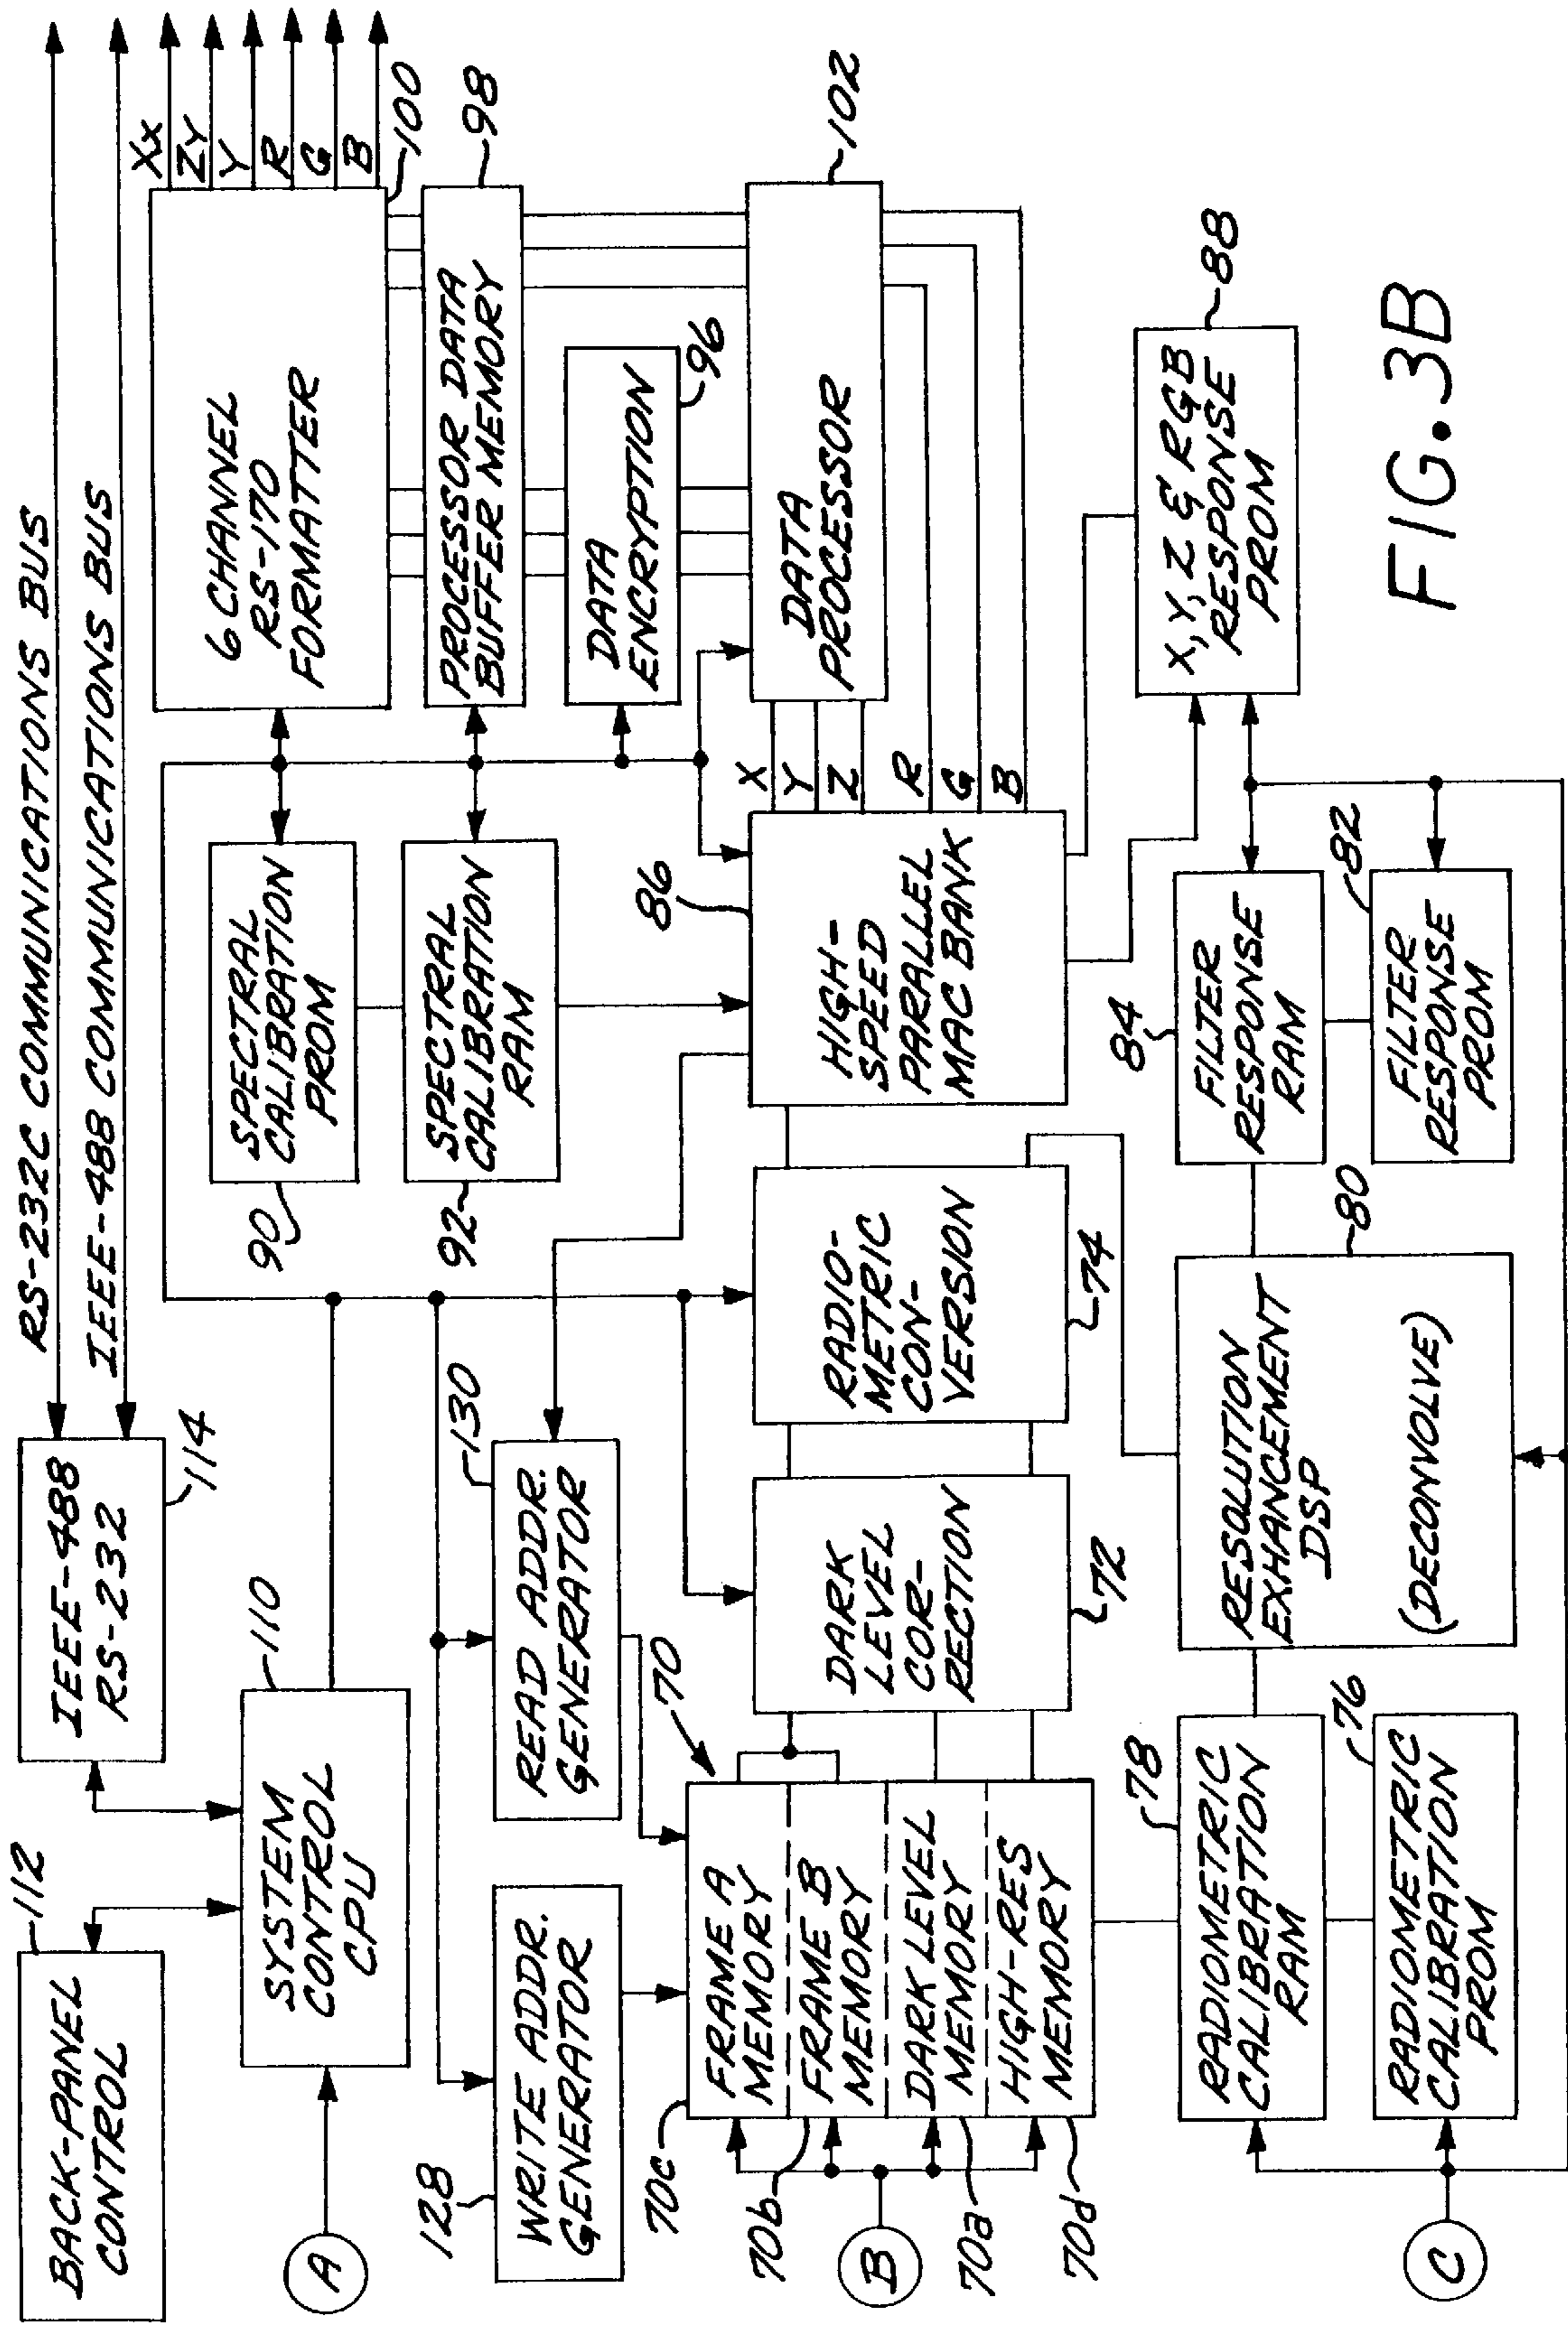 RS-232C COMMUNICATIONS BUS
IEEE-488 COMMUNICATIONS BUS
BACK-PANEL
CONTROL
112
IEEE-488
RS-232
114
A
SYSTEM
CONTROL
CPU
110
SPECTRAL
CALIBRATION
PROM
90
SPECTRAL
CALIBRATION
RAM
92
6 CHANNEL
RS-170
FORMATTER
100
Xx
Zy
Y
R
G
B
PROCESSOR DATA
BUFFER MEMORY
98
DATA
ENCRYPTION
96
128
WRITE ADDR.
GENERATOR
READ ADDR.
GENERATOR
130
70
70c
FRAME A
MEMORY
70b
FRAME B
MEMORY
B
70a
DARK LEVEL
MEMORY
70d
HIGH-RES
MEMORY
DARK
LEVEL
COR-
RECTION
72
RADIO-
METRIC
CON-
VERSION
74
86
HIGH-
SPEED
PARALLEL
MAC BANK
X
Y
Z
R
G
B
DATA
PROCESSOR
102
78
RADIOMETRIC
CALIBRATION
RAM
76
RADIOMETRIC
CALIBRATION
PROM
C
RESOLUTION
EXHANCEMENT
DSP
(DECONVOLVE)
80
84
FILTER
RESPONSE
RAM
82
FILTER
RESPONSE
PROM
X,Y,Z & RGB
RESPONSE
PROM
88
FIG. 3B